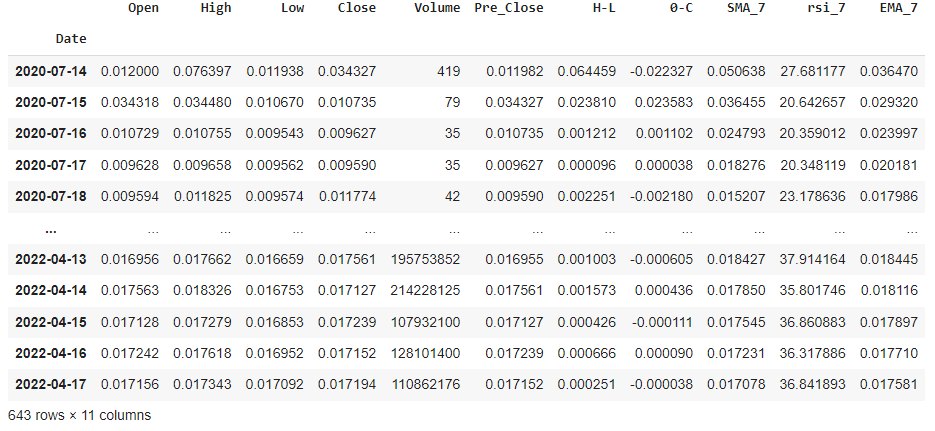 Open High Low Close Volume Pre_Close H-L 0-C SMA_7 rsi_7 EMA_7
Date
2020-07-14 0.012000 0.076397 0.011938 0.034327 419 0.011982 0.064459 -0.022327 0.050638 27.681177 0.036470
2020-07-15 0.034318 0.034480 0.010670 0.010735 79 0.034327 0.023810 0.023583 0.036455 20.642657 0.029320
2020-07-16 0.010729 0.010755 0.009543 0.009627 35 0.010735 0.001212 0.001102 0.024793 20.359012 0.023997
2020-07-17 0.009628 0.009658 0.009562 0.009590 35 0.009627 0.000096 0.000038 0.018276 20.348119 0.020181
2020-07-18 0.009594 0.011825 0.009574 0.011774 42 0.009590 0.002251 -0.002180 0.015207 23.178636 0.017986
... ... ... ... ... ... ... ... ... ... ... ...
2022-04-13 0.016956 0.017662 0.016659 0.017561 195753852 0.016955 0.001003 -0.000605 0.018427 37.914164 0.018445
2022-04-14 0.017563 0.018326 0.016753 0.017127 214228125 0.017561 0.001573 0.000436 0.017850 35.801746 0.018116
2022-04-15 0.017128 0.017279 0.016853 0.017239 107932100 0.017127 0.000426 -0.000111 0.017545 36.860883 0.017897
2022-04-16 0.017242 0.017618 0.016952 0.017152 128101400 0.017239 0.000666 0.000090 0.017231 36.317886 0.017710
2022-04-17 0.017156 0.017343 0.017092 0.017194 110862176 0.017152 0.000251 -0.000038 0.017078 36.841893 0.017581
643 rows × 11 columns